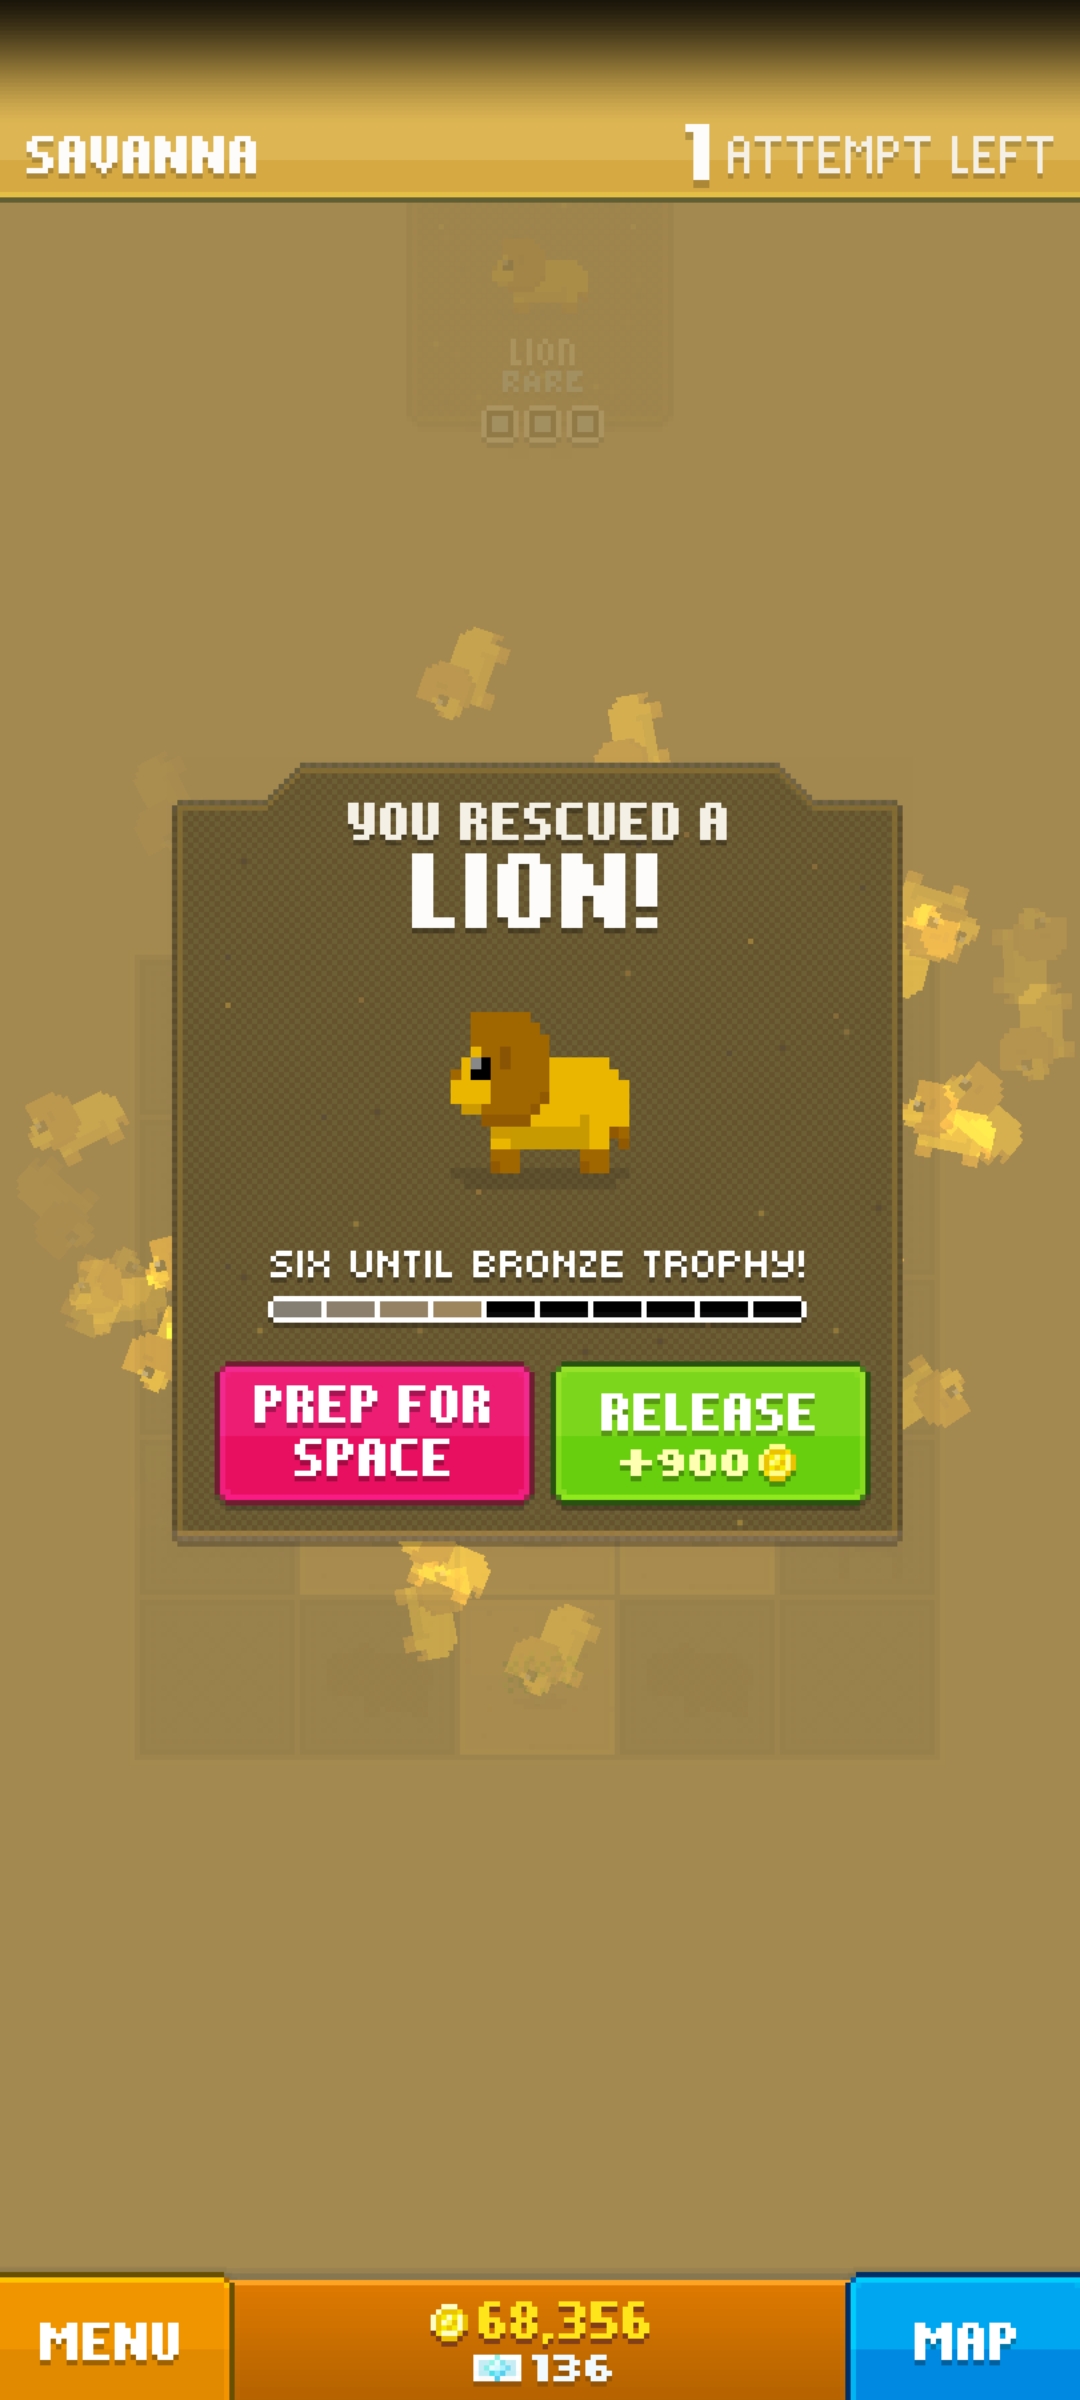 SAVANNA
1 ATTEMPT LEFT
LION
RARE
YOU RESCUED A
LION!
SIX UNTIL BRONZE TROPHY!
PREP FOR
SPACE
RELEASE
+900
68,356
136
MENU
MAP